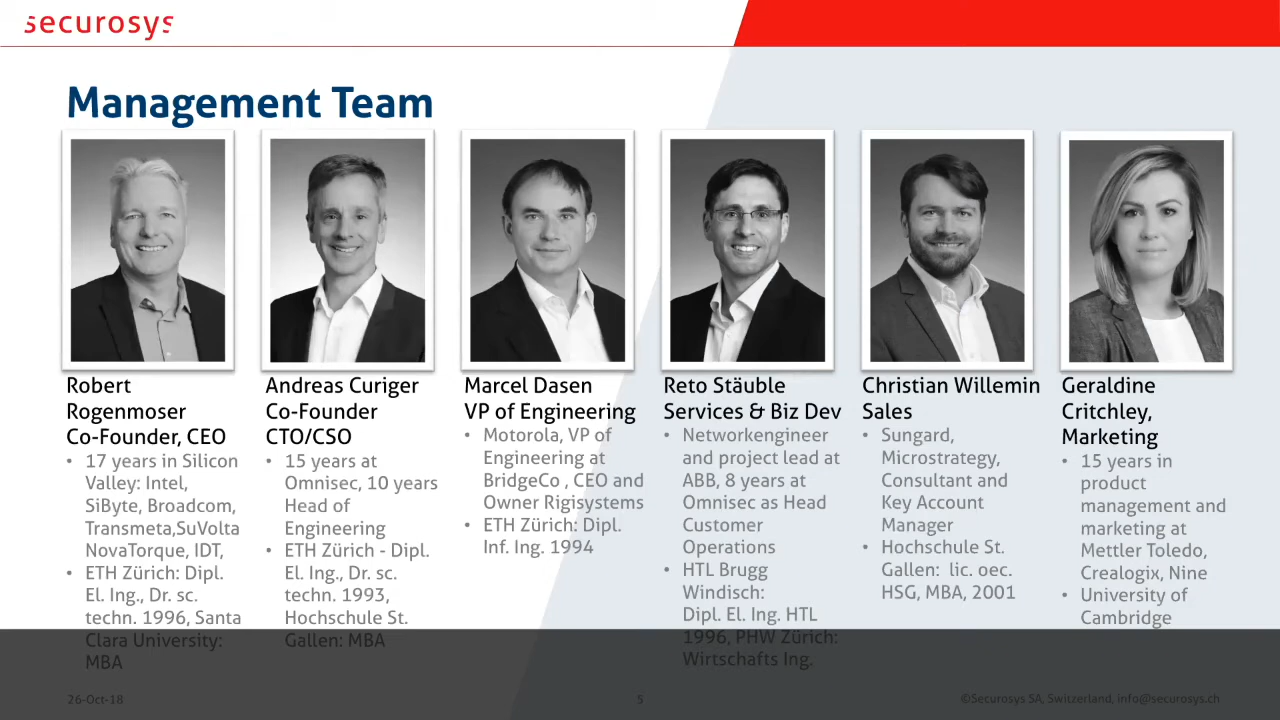 securosys
Management Team
Robert
Rogenmoser
Co-Founder, CEO
• 17 years in Silicon
Valley: Intel,
SiByte, Broadcom,
Transmeta,SuVolta
NovaTorque, IDT,
• ETH Zürich: Dipl.
El. Ing., Dr. sc.
techn. 1996, Santa
Clara University:
MBA
Andreas Curiger
Co-Founder
CTO/CSO
• 15 years at
Omnisec, 10 years
Head of
Engineering
• ETH Zürich - Dipl.
El. Ing., Dr. sc.
techn. 1993,
Hochschule St.
Gallen: MBA
Marcel Dasen
VP of Engineering
• Motorola, VP of
Engineering at
BridgeCo , CEO and
Owner Rigisystems
• ETH Zürich: Dipl.
Inf. Ing. 1994
Reto Stäuble
Services & Biz Dev
• Networkengineer
and project lead at
ABB, 8 years at
Omnisec as Head
Customer
Operations
• HTL Brugg
Windisch:
Dipl. El. Ing. HTL
1996, PHW Zürich:
Wirtschafts Ing.
Christian Willemin
Sales
• Sungard,
Microstrategy,
Consultant and
Key Account
Manager
• Hochschule St.
Gallen: lic. oec.
HSG, MBA, 2001
Geraldine
Critchley,
Marketing
• 15 years in
product
management and
marketing at
Mettler Toledo,
Crealogix, Nine
• University of
Cambridge
26-Oct-18
5
©Securosys SA, Switzerland, info@securosys.ch